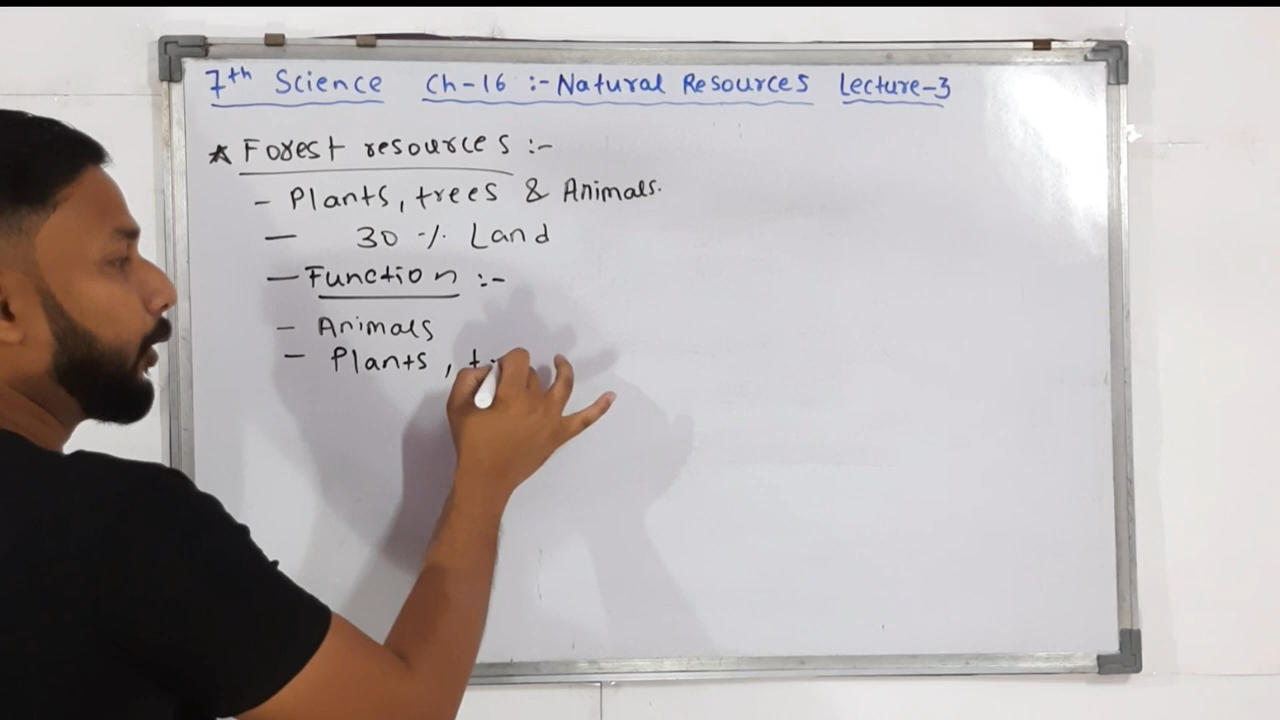 7th Science Ch-16 :- Natural Resources Lecture-3
* Forest resources :-
- Plants, trees & Animals.
- 30 % Land
- Function :-
- Animals
- Plants,